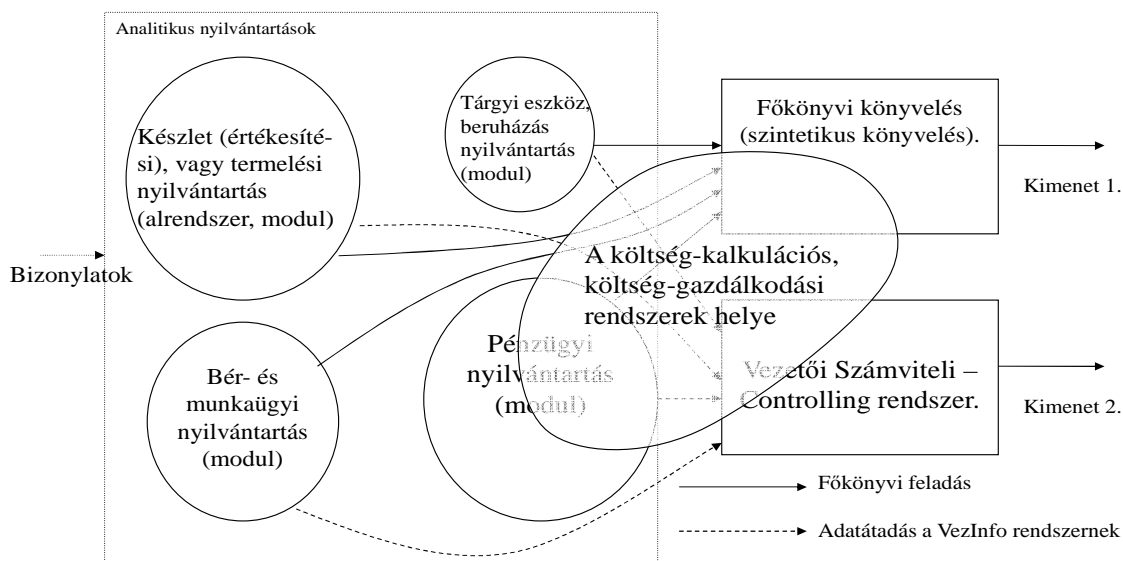 Analitikus nyilvántartások
Készlet (értékesíté-
si), vagy termelési
nyilvántartás
(alrendszer, modul)
Tárgyi eszköz,
beruházás
nyilvántartás
(modul)
Főkönyvi könyvelés
(szintetikus könyvelés).
Kimenet 1.
Bizonylatok
A költség-kalkulációs,
költség-gazdálkodási
rendszerek helye
Bér- és
munkaügyi
nyilvántartás
(modul)
Pénzügyi
nyilvántartás
(modul)
Vezetői Számviteli –
Controlling rendszer.
Kimenet 2.
Főkönyvi feladás
Adatátadás a VezInfo rendszernek